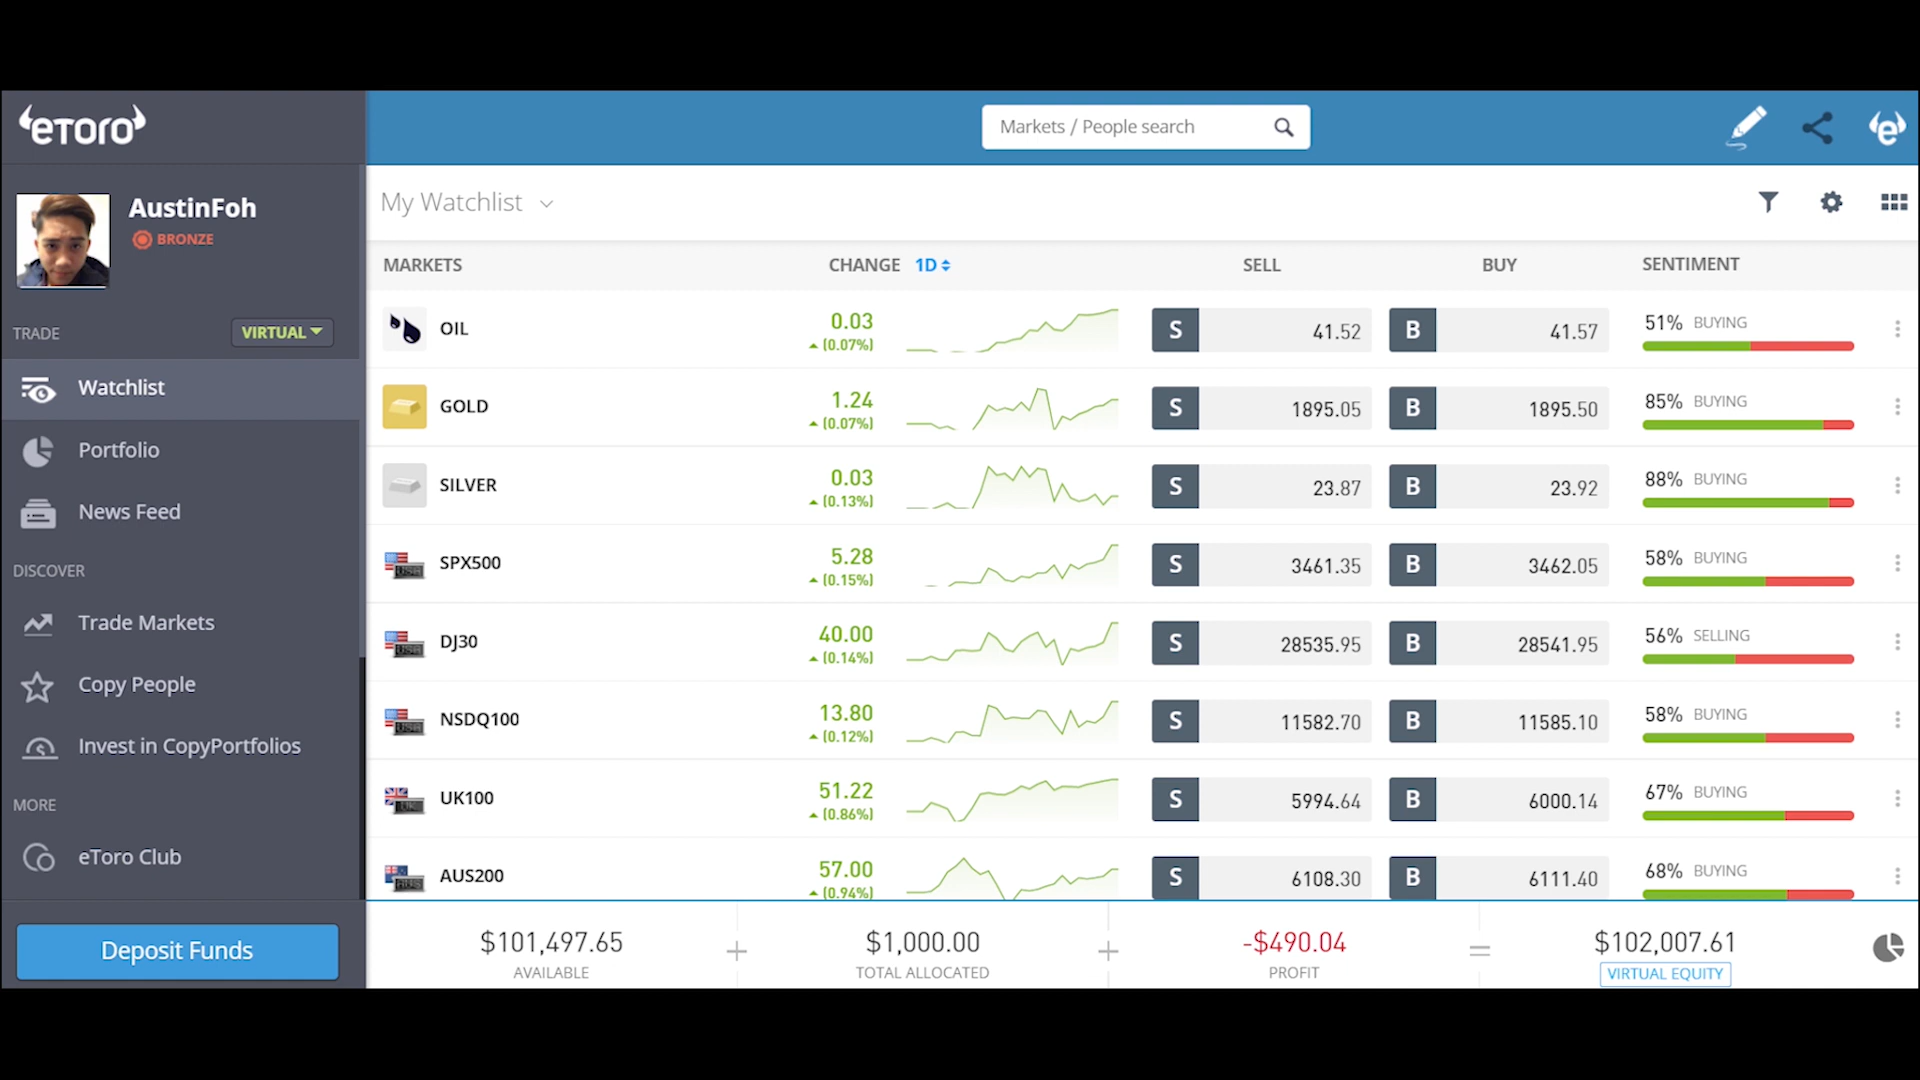 eToro
Markets / People search
AustinFoh
BRONZE
TRADE
VIRTUAL
Watchlist
Portfolio
News Feed
DISCOVER
Trade Markets
Copy People
Invest in CopyPortfolios
MORE
eToro Club
Deposit Funds
My Watchlist
MARKETS CHANGE 1D SELL BUY SENTIMENT
OIL 0.03 (0.07%) S 41.52 B 41.57 51% BUYING
GOLD 1.24 (0.07%) S 1895.05 B 1895.50 85% BUYING
SILVER 0.03 (0.13%) S 23.87 B 23.92 88% BUYING
SPX500 5.28 (0.15%) S 3461.35 B 3462.05 58% BUYING
DJ30 40.00 (0.14%) S 28535.95 B 28541.95 56% SELLING
NSDQ100 13.80 (0.12%) S 11582.70 B 11585.10 58% BUYING
UK100 51.22 (0.86%) S 5994.64 B 6000.14 67% BUYING
AUS200 57.00 (0.94%) S 6108.30 B 6111.40 68% BUYING
$101,497.65 + $1,000.00 + -$490.04 = $102,007.61
AVAILABLE TOTAL ALLOCATED PROFIT VIRTUAL EQUITY